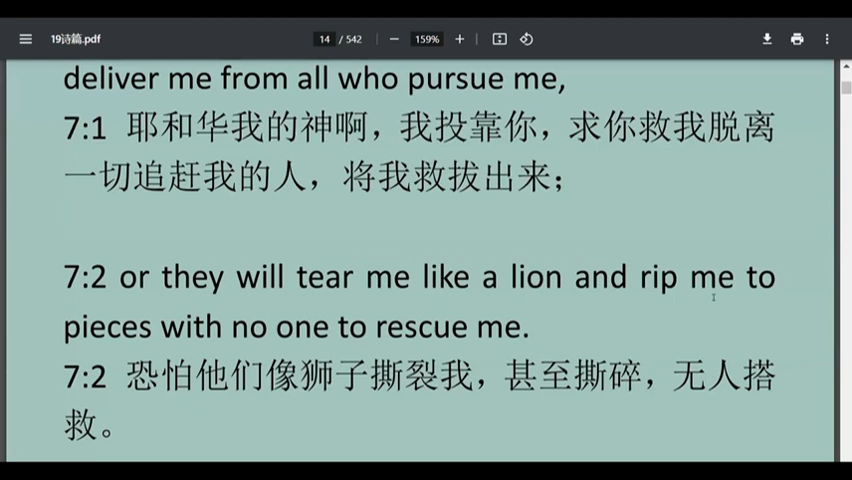 19诗篇.pdf 14 / 542 159%
deliver me from all who pursue me,
7:1 耶和华我的神啊，我投靠你，求你救我脱离
一切追赶我的人，将我救拔出来；
7:2 or they will tear me like a lion and rip me to
pieces with no one to rescue me.
7:2 恐怕他们像狮子撕裂我，甚至撕碎，无人搭
救。